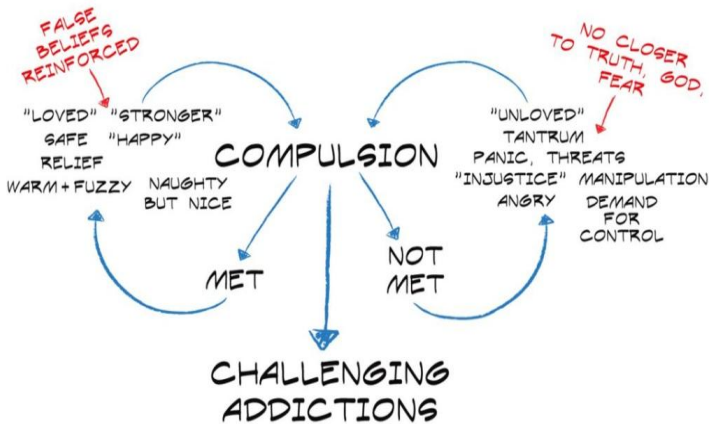 FALSE
BELIEFS
REINFORCED
"LOVED" "STRONGER"
SAFE "HAPPY"
RELIEF
WARM + FUZZY NAUGHTY
BUT NICE
COMPULSION
NO CLOSER
TO TRUTH, GOD,
FEAR
"UNLOVED"
TANTRUM
PANIC, THREATS
"INJUSTICE" MANIPULATION
ANGRY DEMAND
FOR
CONTROL
MET
NOT
MET
CHALLENGING
ADDICTIONS